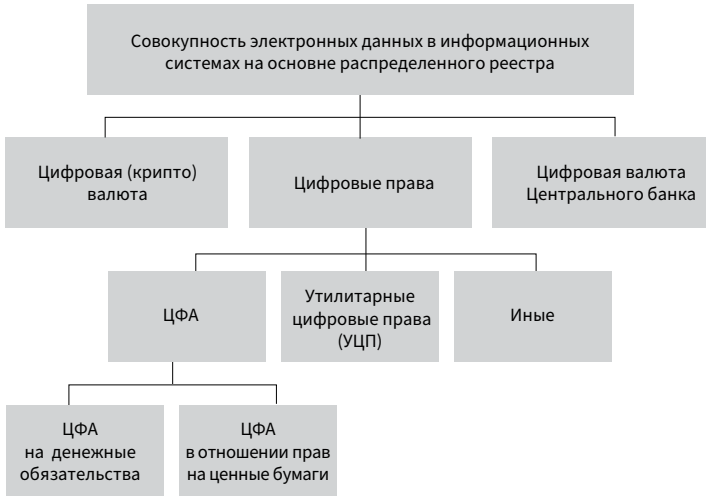 Совокупность электронных данных в информационных
системах на основне распределенного реестра
Цифровая (крипто)
валюта
Цифровые права
Цифровая валюта
Центрального банка
ЦФА
Утилитарные
цифровые права
(УЦП)
Иные
ЦФА
на денежные
обязательства
ЦФА
в отношении прав
на ценные бумаги